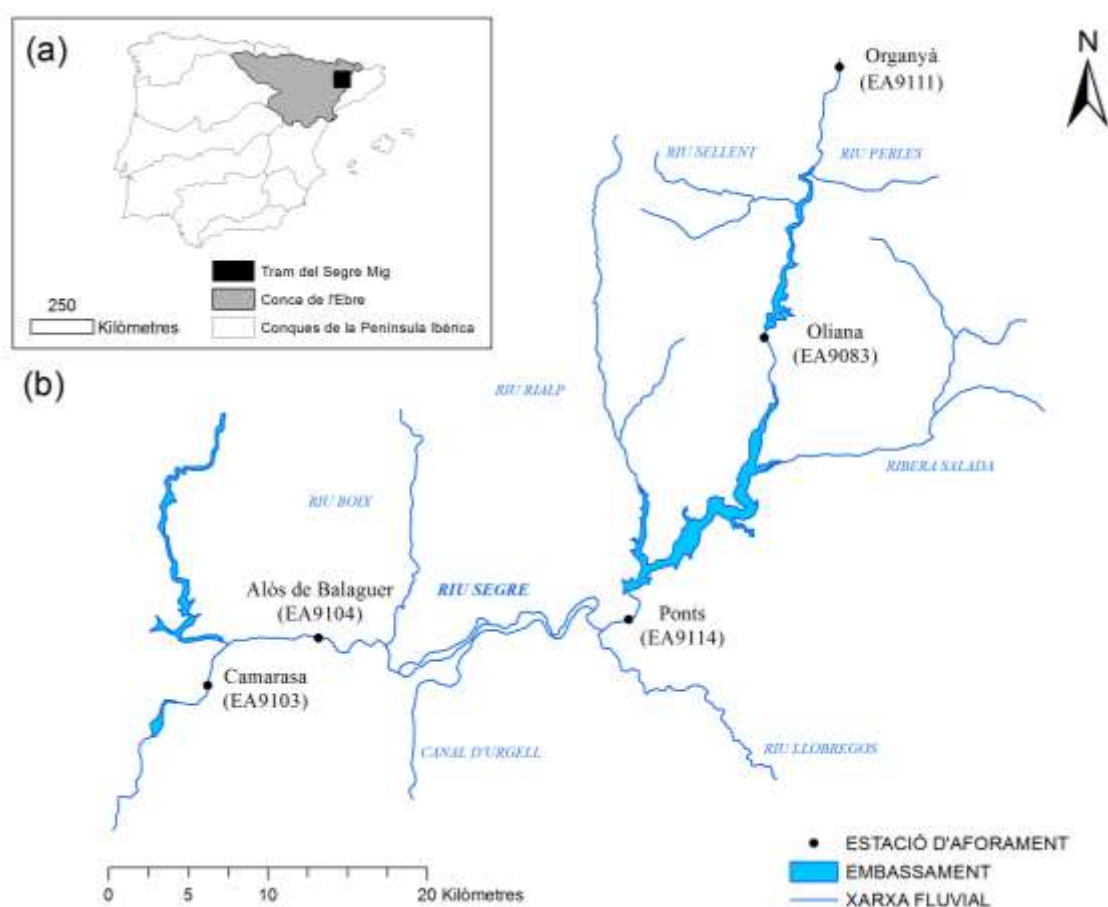 (a)
250
Kilòmetres
Tram del Segre Mig
Conca de l'Ebre
Conques de la Península Ibèrica
N
Organyà
(EA9111)
RIU SELLENT
RIU PERLES
Oliana
(EA9083)
(b)
RIU RIALP
RIBERA SALADA
RIU BOIX
Alòs de Balaguer
(EA9104)
RIU SEGRE
Ponts
(EA9114)
Camarasa
(EA9103)
CANAL D'URGELL
RIU LLOBREGOS
0 5 10 20 Kilòmetres
ESTACIÓ D'AFORAMENT
EMBASSAMENT
XARXA FLUVIAL